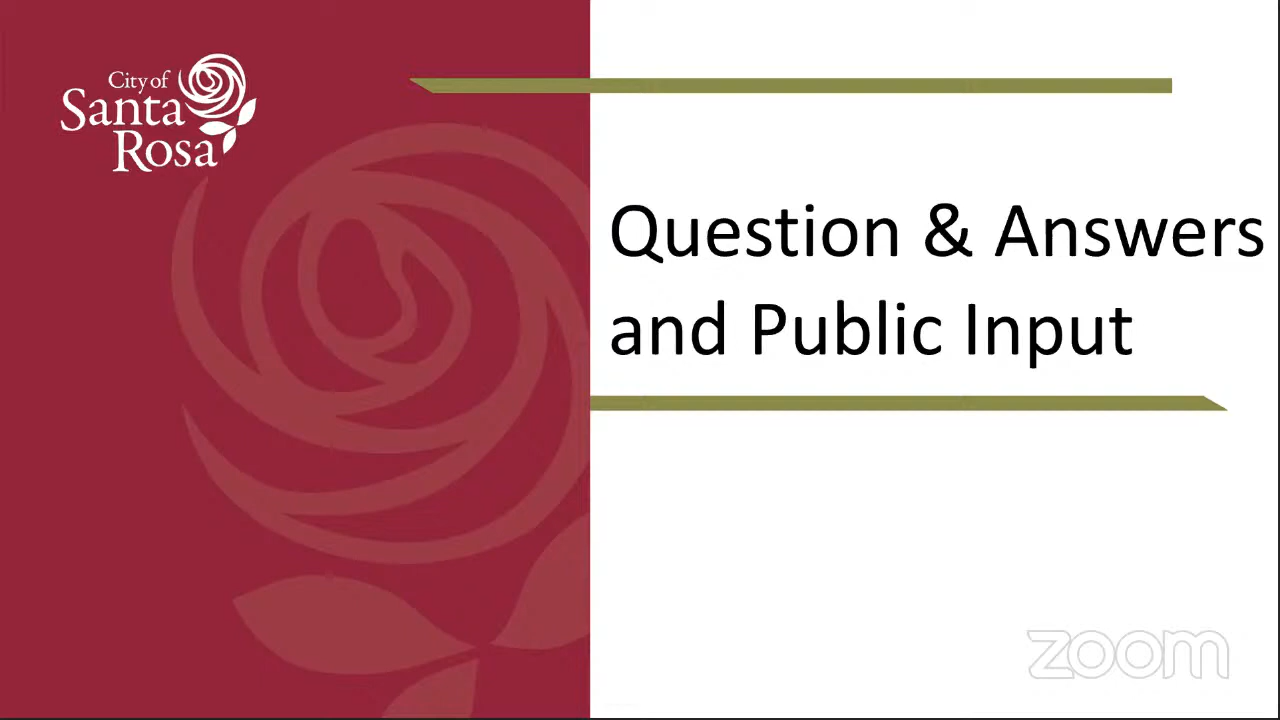 City of
Santa
Rosa
Question & Answers
and Public Input
zoom